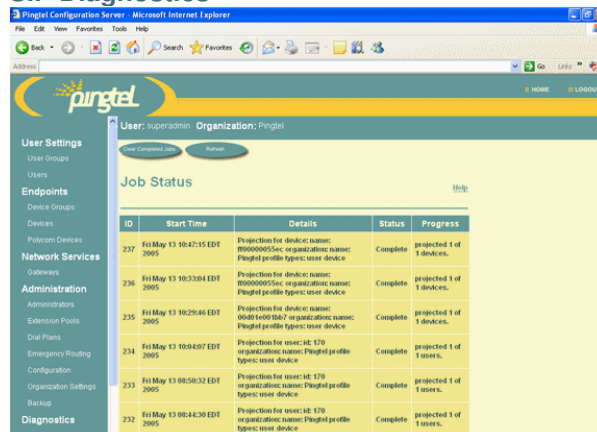 Pingtel Configuration Server - Microsoft Internet Explorer
File Edit View Favorites Tools Help
Back Search Favorites
Address
Go Links »
pingtel
HOME LOGOU
User: superadmin Organization: Pingtel
Clear Completed Jobs Refresh
Job Status
Help
User Settings
User Groups
Users
Endpoints
Device Groups
Devices
Polycom Devices
Network Services
Gateways
Administration
Administrators
Extension Pools
Dial Plans
Emergency Routing
Configuration
Organization Settings
Backup
Diagnostics
ID Start Time Details Status Progress
237 Fri May 13 10:47:15 EDT 2005 Projection for device: name: ff00000055ec organization: name: Pingtel profile types: user device Complete projected 1 of 1 devices.
236 Fri May 13 10:33:04 EDT 2005 Projection for device: name: ff00000055ec organization: name: Pingtel profile types: user device Complete projected 1 of 1 devices.
235 Fri May 13 10:29:46 EDT 2005 Projection for device: name: 00d01e001bb7 organization: name: Pingtel profile types: user device Complete projected 1 of 1 devices.
234 Fri May 13 10:04:07 EDT 2005 Projection for user: id: 170 organization: name: Pingtel profile types: user device Complete projected 1 of 1 users.
233 Fri May 13 08:50:32 EDT 2005 Projection for user: id: 170 organization: name: Pingtel profile types: user device Complete projected 1 of 1 users.
232 Fri May 13 08:44:30 EDT 2005 Projection for user: id: 170 organization: name: Pingtel profile types: user device Complete projected 1 of 1 users.